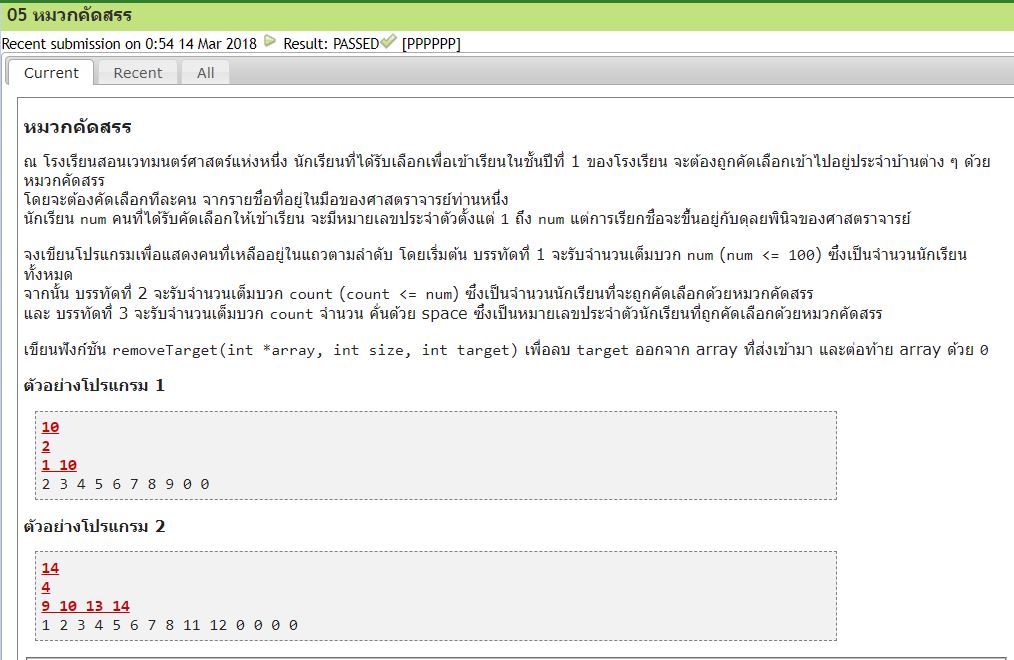 05 หมวกคัดสรร
Recent submission on 0:54 14 Mar 2018 Result: PASSED [PPPPPP]
Current Recent All
หมวกคัดสรร
ณ โรงเรียนสอนเวทมนตร์ศาสตร์แห่งหนึ่ง นักเรียนที่ได้รับเลือกเพื่อเข้าเรียนในชั้นปีที่ 1 ของโรงเรียน จะต้องถูกคัดเลือกเข้าไปอยู่ประจำบ้านต่าง ๆ ด้วย
หมวกคัดสรร
โดยจะต้องคัดเลือกทีละคน จากรายชื่อที่อยู่ในมือของศาสตราจารย์ท่านหนึ่ง
นักเรียน num คนที่ได้รับคัดเลือกให้เข้าเรียน จะมีหมายเลขประจำตัวตั้งแต่ 1 ถึง num แต่การเรียกชื่อจะขึ้นอยู่กับดุลยพินิจของศาสตราจารย์
จงเขียนโปรแกรมเพื่อแสดงคนที่เหลืออยู่ในแถวตามลำดับ โดยเริ่มต้น บรรทัดที่ 1 จะรับจำนวนเต็มบวก num (num <= 100) ซึ่งเป็นจำนวนนักเรียน
ทั้งหมด
จากนั้น บรรทัดที่ 2 จะรับจำนวนเต็มบวก count (count <= num) ซึ่งเป็นจำนวนนักเรียนที่จะถูกคัดเลือกด้วยหมวกคัดสรร
และ บรรทัดที่ 3 จะรับจำนวนเต็มบวก count จำนวน คั่นด้วย space ซึ่งเป็นหมายเลขประจำตัวนักเรียนที่ถูกคัดเลือกด้วยหมวกคัดสรร
เขียนฟังก์ชัน removeTarget(int *array, int size, int target) เพื่อลบ target ออกจาก array ที่ส่งเข้ามา และต่อท้าย array ด้วย 0
ตัวอย่างโปรแกรม 1
10
2
1 10
2 3 4 5 6 7 8 9 0 0
ตัวอย่างโปรแกรม 2
14
4
9 10 13 14
1 2 3 4 5 6 7 8 11 12 0 0 0 0